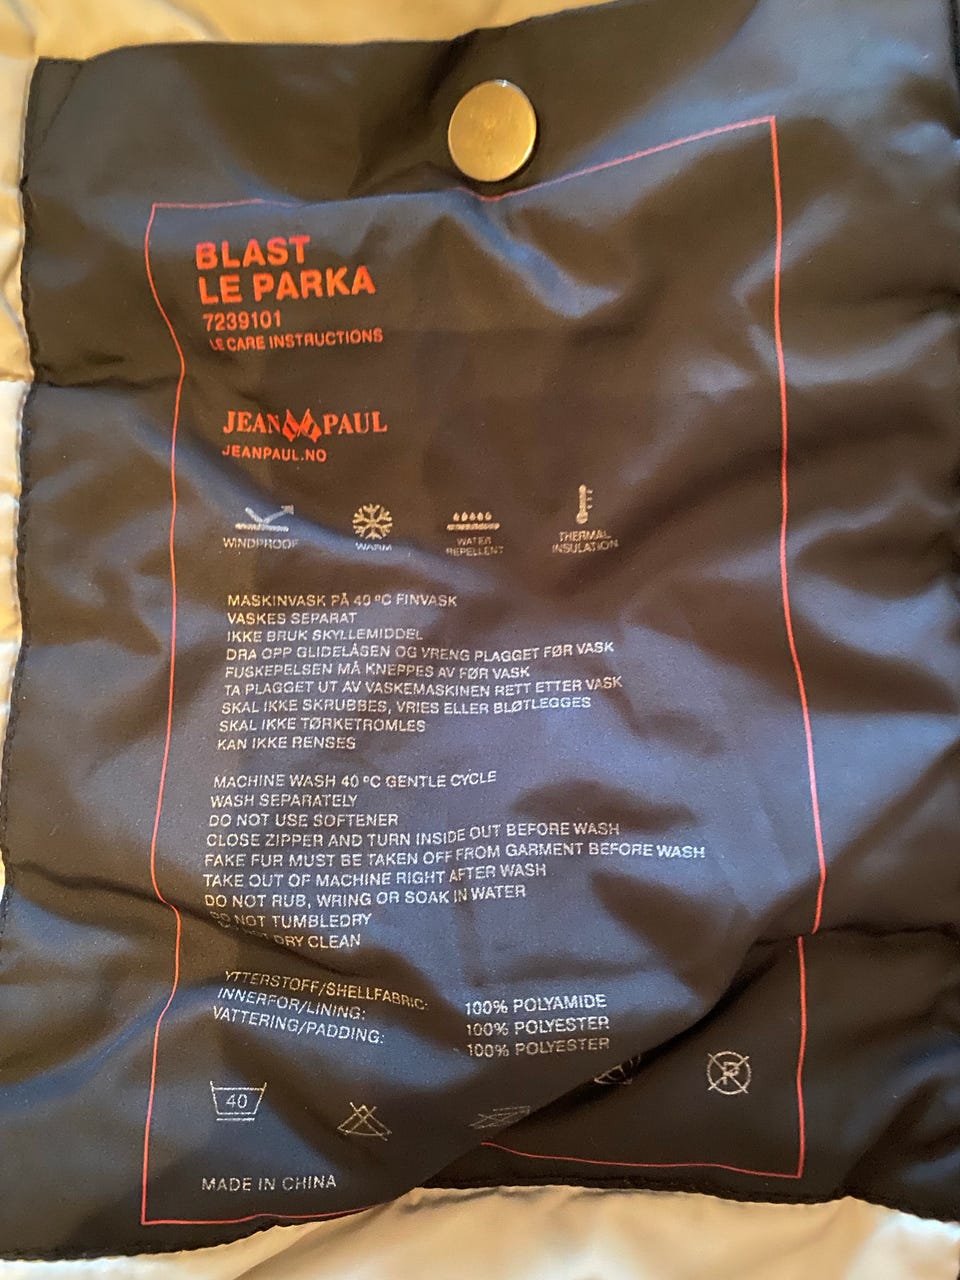 BLAST
LE PARKA
7239101
LE CARE INSTRUCTIONS
JEAN PAUL
JEANPAUL.NO
WINDPROOF
WARM
WATER
REPELLENT
THERMAL
INSULATION
MASKINVASK PÅ 40 ºC FINVASK
VASKES SEPARAT
IKKE BRUK SKYLLEMIDDEL
DRA OPP GLIDELÅSEN OG VRENG PLAGGET FØR VASK
FUSKEPELSEN MÅ KNEPPES AV FØR VASK
TA PLAGGET UT AV VASKEMASKINEN RETT ETTER VASK
SKAL IKKE SKRUBBES, VRIES ELLER BLØTLEGGES
SKAL IKKE TØRKETROMLES
KAN IKKE RENSES
MACHINE WASH 40 ºC GENTLE CYCLE
WASH SEPARATELY
DO NOT USE SOFTENER
CLOSE ZIPPER AND TURN INSIDE OUT BEFORE WASH
FAKE FUR MUST BE TAKEN OFF FROM GARMENT BEFORE WASH
TAKE OUT OF MACHINE RIGHT AFTER WASH
DO NOT RUB, WRING OR SOAK IN WATER
DO NOT TUMBLEDRY
DRY CLEAN
YTTERSTOFF/SHELLFABRIC: 100% POLYAMIDE
INNERFOR/LINING: 100% POLYESTER
VATTERING/PADDING: 100% POLYESTER
40
P
MADE IN CHINA